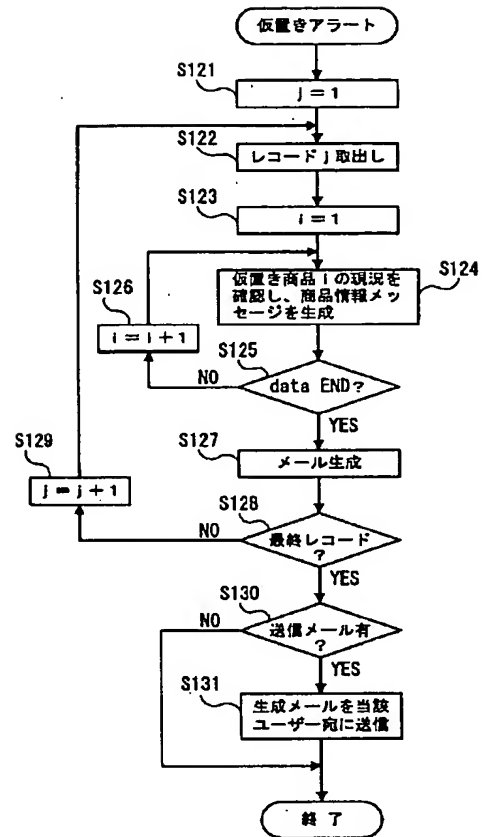 仮置きアラート
S121
j=1
S122
レコードj取出し
S123
i=1
S124
仮置き商品iの現況を
確認し、商品情報メッ
セージを生成
S126
i=i+1
S125
NO
data END?
YES
S127
メール生成
S129
j=j+1
S128
NO
最終レコード
?
YES
S130
NO
送信メール有
?
YES
S131
生成メールを当該
ユーザー宛に送信
終了